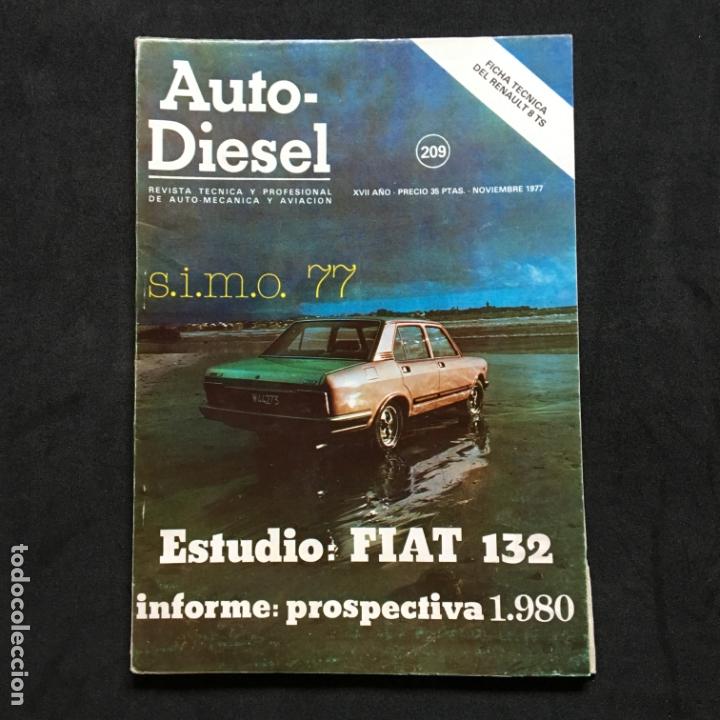 Auto-
Diesel
REVISTA TECNICA Y PROFESIONAL
DE AUTO-MECANICA Y AVIACION
FICHA TECNICA
DEL RENAULT 8 TS
209
XVII AÑO - PRECIO 35 PTAS. - NOVIEMBRE 1977
s.i.m.o. 77
Estudio: FIAT 132
informe: prospectiva 1.980
todocoleccion